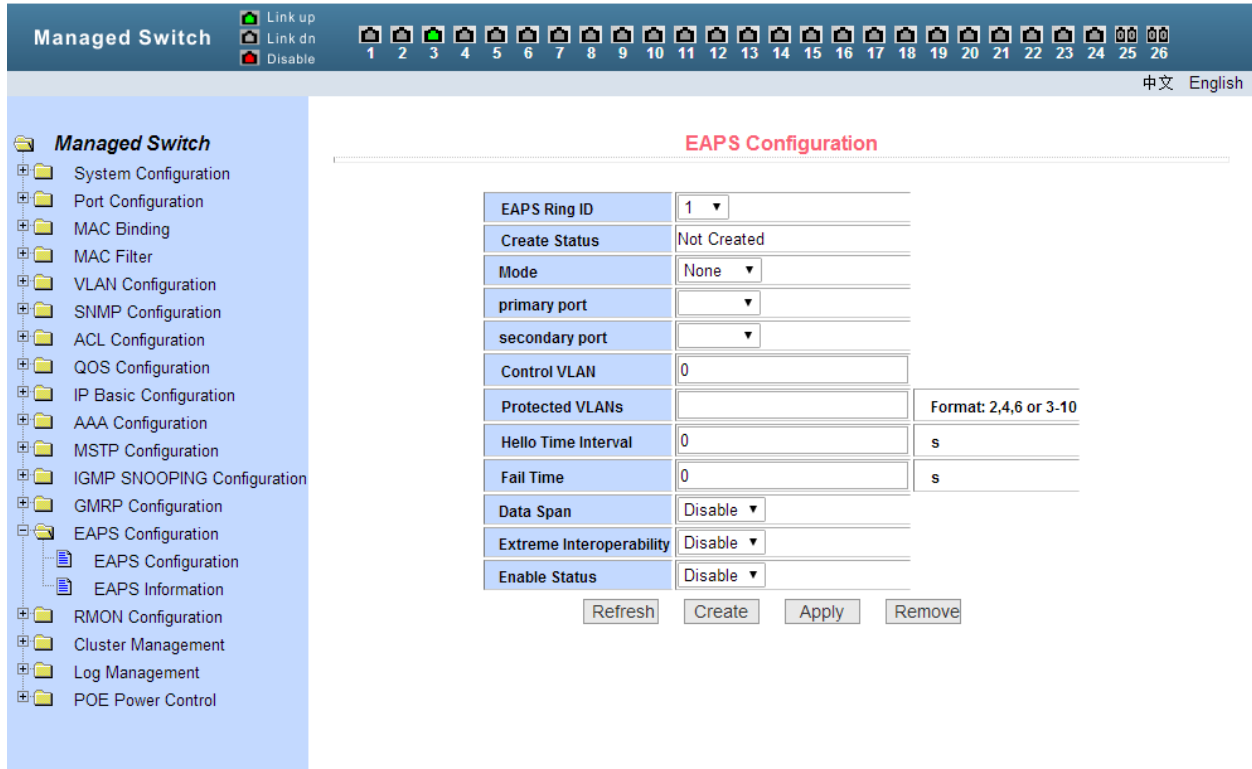 Managed Switch
Link up
Link dn
Disable
1 2 3 4 5 6 7 8 9 10 11 12 13 14 15 16 17 18 19 20 21 22 23 24 25 26
中文 English
Managed Switch
System Configuration
Port Configuration
MAC Binding
MAC Filter
VLAN Configuration
SNMP Configuration
ACL Configuration
QOS Configuration
IP Basic Configuration
AAA Configuration
MSTP Configuration
IGMP SNOOPING Configuration
GMRP Configuration
EAPS Configuration
EAPS Configuration
EAPS Information
RMON Configuration
Cluster Management
Log Management
POE Power Control
EAPS Configuration
EAPS Ring ID 1
Create Status Not Created
Mode None
primary port
secondary port
Control VLAN 0
Protected VLANs Format: 2,4,6 or 3-10
Hello Time Interval 0 s
Fail Time 0 s
Data Span Disable
Extreme Interoperability Disable
Enable Status Disable
Refresh Create Apply Remove